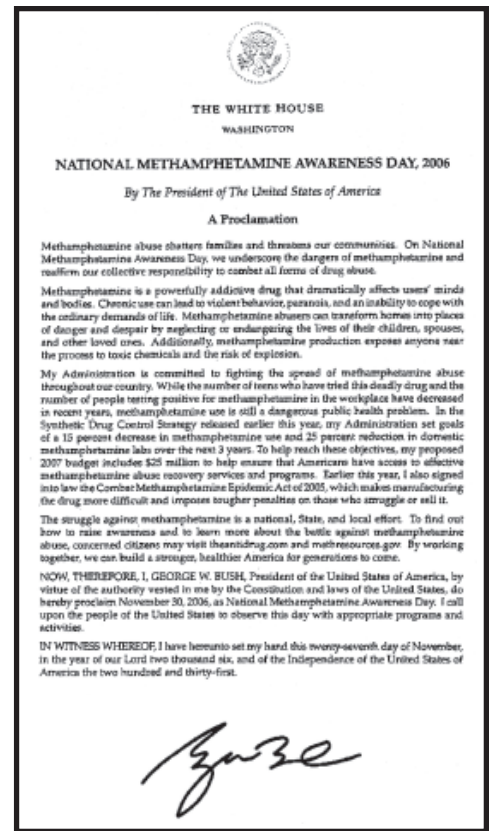 THE WHITE HOUSE
WASHINGTON
NATIONAL METHAMPHETAMINE AWARENESS DAY, 2006
By The President of The United States of America
A Proclamation
Methamphetamine abuse shatters families and threatens our communities. On National
Methamphetamine Awareness Day, we underscore the dangers of methamphetamine and
reaffirm our collective responsibility to combat all forms of drug abuse.
Methamphetamine is a powerfully addictive drug that dramatically affects users' minds
and bodies. Chronic use can lead to violent behavior, paranoia, and an inability to cope with
the ordinary demands of life. Methamphetamine abusers can transform homes into places
of danger and despair by neglecting or endangering the lives of their children, spouses,
and other loved ones. Additionally, methamphetamine production exposes anyone near
the process to toxic chemicals and the risk of explosion.
My Administration is committed to fighting the spread of methamphetamine abuse
throughout our country. While the number of teens who have tried this deadly drug and the
number of people testing positive for methamphetamine in the workplace have decreased
in recent years, methamphetamine use is still a dangerous public health problem. In the
Synthetic Drug Control Strategy released earlier this year, my Administration set goals
of a 15 percent decrease in methamphetamine use and 25 percent reduction in domestic
methamphetamine labs over the next 3 years. To help reach these objectives, my proposed
2007 budget includes $25 million to help ensure that Americans have access to effective
methamphetamine abuse recovery services and programs. Earlier this year, I also signed
into law the Combat Methamphetamine Epidemic Act of 2005, which makes manufacturing
the drug more difficult and imposes tougher penalties on those who smuggle or sell it.
The struggle against methamphetamine is a national, State, and local effort. To find out
how to raise awareness and to learn more about the battle against methamphetamine
abuse, concerned citizens may visit theantidrug.com and methresources.gov. By working
together, we can build a stronger, healthier America for generations to come.
NOW, THEREFORE, I, GEORGE W. BUSH, President of the United States of America, by
virtue of the authority vested in me by the Constitution and laws of the United States, do
hereby proclaim November 30, 2006, as National Methamphetamine Awareness Day. I call
upon the people of the United States to observe this day with appropriate programs and
activities.
IN WITNESS WHEREOF, I have hereunto set my hand this twenty-seventh day of November,
in the year of our Lord two thousand six, and of the Independence of the United States of
America the two hundred and thirty-first.